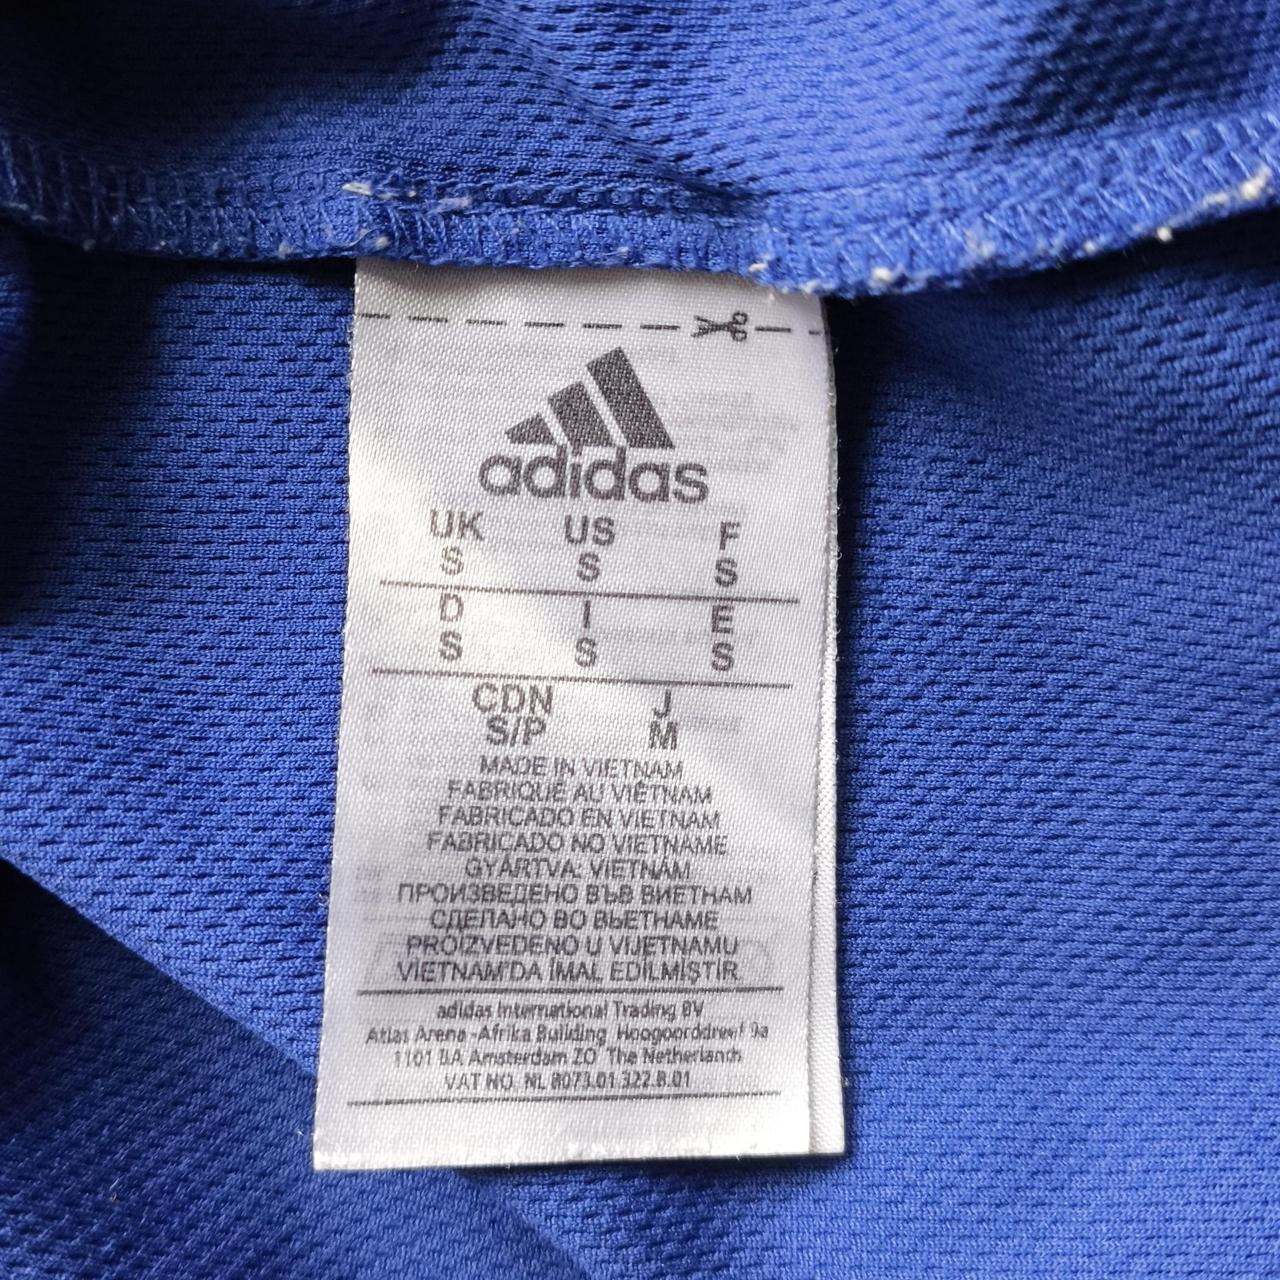 adidas
UK US F
S S S
D I E
S S S
CDN J
S/P M
MADE IN VIETNAM
FABRIQUÉ AU VIÊTNAM
FABRICADO EN VIETNAM
FABRICADO NO VIETNAME
GYÁRTVA: VIETNÁM
ПРОИЗВЕДЕНО ВЪВ ВИЕТНАМ
СДЕЛАНО ВО ВЬЕТНАМЕ
PROIZVEDENO U VIJETNAMU
VIETNAM'DA İMAL EDİLMİŞTİR
adidas International Trading BV
Atlas Arena -Afrika Building, Hoogoorddreef 9a
1101 BA Amsterdam ZO The Netherlands
VAT NO. NL 8073.01.322.B.01